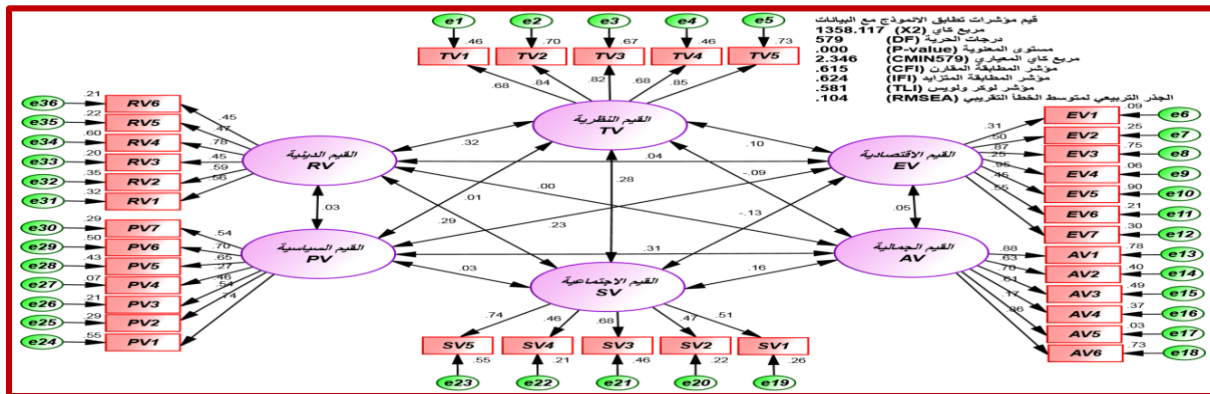 قيم مؤشرات تطابق الانموذج مع البيانات
مربع كاي (X2) 1358.117
درجات الحرية (DF) 579
مستوى المعنوية (P-value) .000
مربع كاي المعياري (CMIN579) 2.346
مؤشر المطابقة المقارن (CFI) .615
مؤشر المطابقة المتزايد (IFI) .624
مؤشر لوكر ولويس (TLI) .581
الجذر التربيعي لمتوسط الخطأ التقريبي (RMSEA) .104
e1 e2 e3 e4 e5
.46 .70 .67 .46 .73
TV1 TV2 TV3 TV4 TV5
.68 .84 .82 .68 .85
القيم النظرية
TV
e36 .21 RV6 .45
e35 .22 RV5 .47
e34 .60 RV4 .78
e33 .20 RV3 .45
e32 .35 RV2 .59
e31 .32 RV1 .56
القيم الدينية
RV
.09 EV1 e6 .31
.25 EV2 e7 .50
.75 EV3 e8 .87
.06 EV4 e9 .25
.90 EV5 e10 .95
.21 EV6 e11 .45
.30 EV7 e12 .55
القيم الاقتصادية
EV
.32 .10 .04
.00 -.09
.01 .28
.03 .29 .23 -.13 .05
.31
.03 .16
e30 .29 PV7 .54
e29 .50 PV6 .70
e28 .43 PV5 .65
e27 .07 PV4 .27
e26 .21 PV3 .46
e25 .29 PV2 .54
e24 .55 PV1 .74
القيم السياسية
PV
القيم الجمالية
AV
.88 AV1 .78 e13
.63 AV2 .40 e14
.70 AV3 .49 e15
.61 AV4 .37 e16
.17 AV5 .03 e17
.86 AV6 .73 e18
القيم الاجتماعية
SV
.74 .46 .68 .47 .51
SV5 SV4 SV3 SV2 SV1
.55 .21 .46 .22 .26
e23 e22 e21 e20 e19